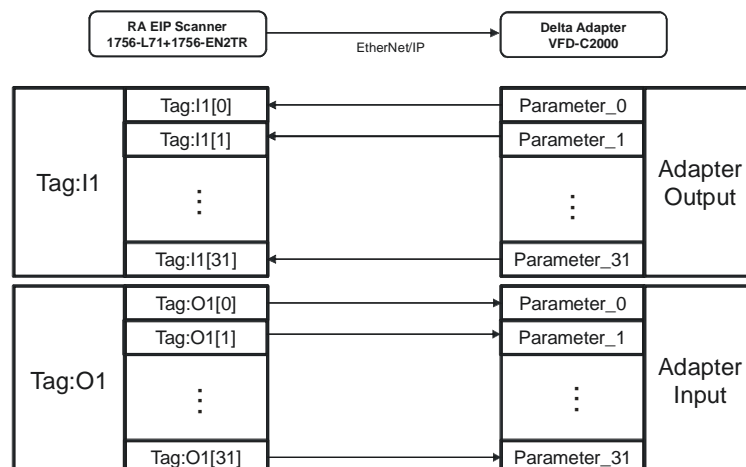 RA EIP Scanner
1756-L71+1756-EN2TR
EtherNet/IP
Delta Adapter
VFD-C2000
Tag:I1
Tag:I1[0]
Tag:I1[1]
⋮
Tag:I1[31]
Parameter_0
Parameter_1
⋮
Parameter_31
Adapter
Output
Tag:O1
Tag:O1[0]
Tag:O1[1]
⋮
Tag:O1[31]
Parameter_0
Parameter_1
⋮
Parameter_31
Adapter
Input